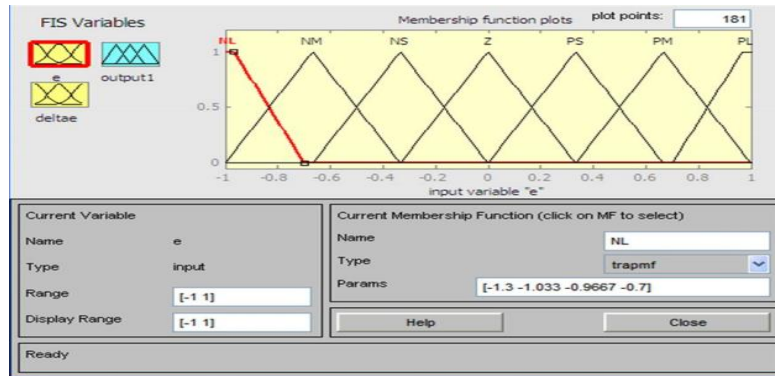 FIS Variables
Membership function plots
plot points:
181
NL NM NS Z PS PM PL
e
output1
deltae
1
0.5
0
-1 -0.8 -0.6 -0.4 -0.2 0 0.2 0.4 0.6 0.8 1
input variable "e"
Current Variable
Name e
Type input
Range [-1 1]
Display Range [-1 1]
Current Membership Function (click on MF to select)
Name NL
Type trapmf
Params [-1.3 -1.033 -0.9667 -0.7]
Help Close
Ready